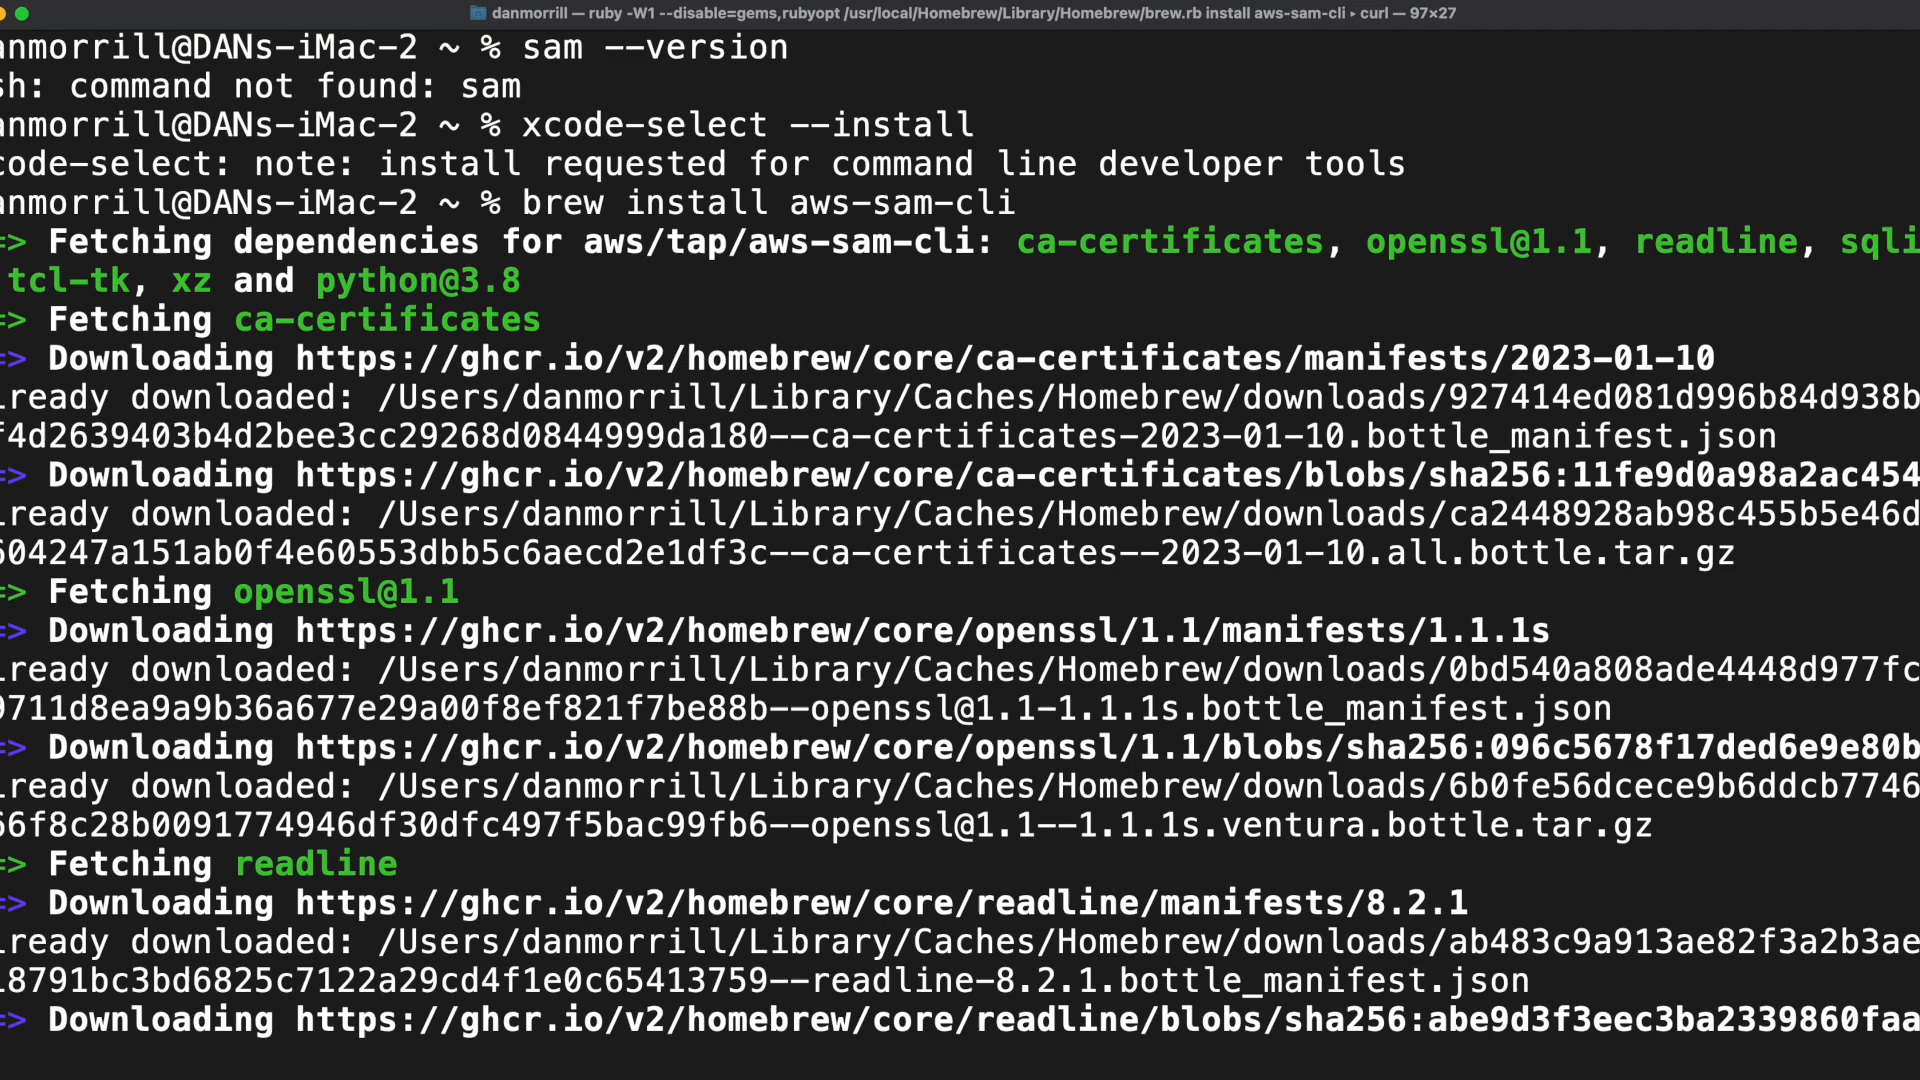 danmorrill — ruby -W1 --disable=gems,rubyopt /usr/local/Homebrew/Library/Homebrew/brew.rb install aws-sam-cli ▸ curl — 97×27
anmorrill@DANs-iMac-2 ~ % sam --version
sh: command not found: sam
anmorrill@DANs-iMac-2 ~ % xcode-select --install
code-select: note: install requested for command line developer tools
anmorrill@DANs-iMac-2 ~ % brew install aws-sam-cli
=> Fetching dependencies for aws/tap/aws-sam-cli: ca-certificates, openssl@1.1, readline, sqli
tcl-tk, xz and python@3.8
=> Fetching ca-certificates
=> Downloading https://ghcr.io/v2/homebrew/core/ca-certificates/manifests/2023-01-10
lready downloaded: /Users/danmorrill/Library/Caches/Homebrew/downloads/927414ed081d996b84d938b
f4d2639403b4d2bee3cc29268d0844999da180--ca-certificates-2023-01-10.bottle_manifest.json
=> Downloading https://ghcr.io/v2/homebrew/core/ca-certificates/blobs/sha256:11fe9d0a98a2ac454
lready downloaded: /Users/danmorrill/Library/Caches/Homebrew/downloads/ca2448928ab98c455b5e46d
604247a151ab0f4e60553dbb5c6aecd2e1df3c--ca-certificates--2023-01-10.all.bottle.tar.gz
=> Fetching openssl@1.1
=> Downloading https://ghcr.io/v2/homebrew/core/openssl/1.1/manifests/1.1.1s
lready downloaded: /Users/danmorrill/Library/Caches/Homebrew/downloads/0bd540a808ade4448d977fc
9711d8ea9a9b36a677e29a00f8ef821f7be88b--openssl@1.1-1.1.1s.bottle_manifest.json
=> Downloading https://ghcr.io/v2/homebrew/core/openssl/1.1/blobs/sha256:096c5678f17ded6e9e80b
lready downloaded: /Users/danmorrill/Library/Caches/Homebrew/downloads/6b0fe56dcece9b6ddcb7746
66f8c28b0091774946df30dfc497f5bac99fb6--openssl@1.1--1.1.1s.ventura.bottle.tar.gz
=> Fetching readline
=> Downloading https://ghcr.io/v2/homebrew/core/readline/manifests/8.2.1
lready downloaded: /Users/danmorrill/Library/Caches/Homebrew/downloads/ab483c9a913ae82f3a2b3ae
18791bc3bd6825c7122a29cd4f1e0c65413759--readline-8.2.1.bottle_manifest.json
=> Downloading https://ghcr.io/v2/homebrew/core/readline/blobs/sha256:abe9d3f3eec3ba2339860faa